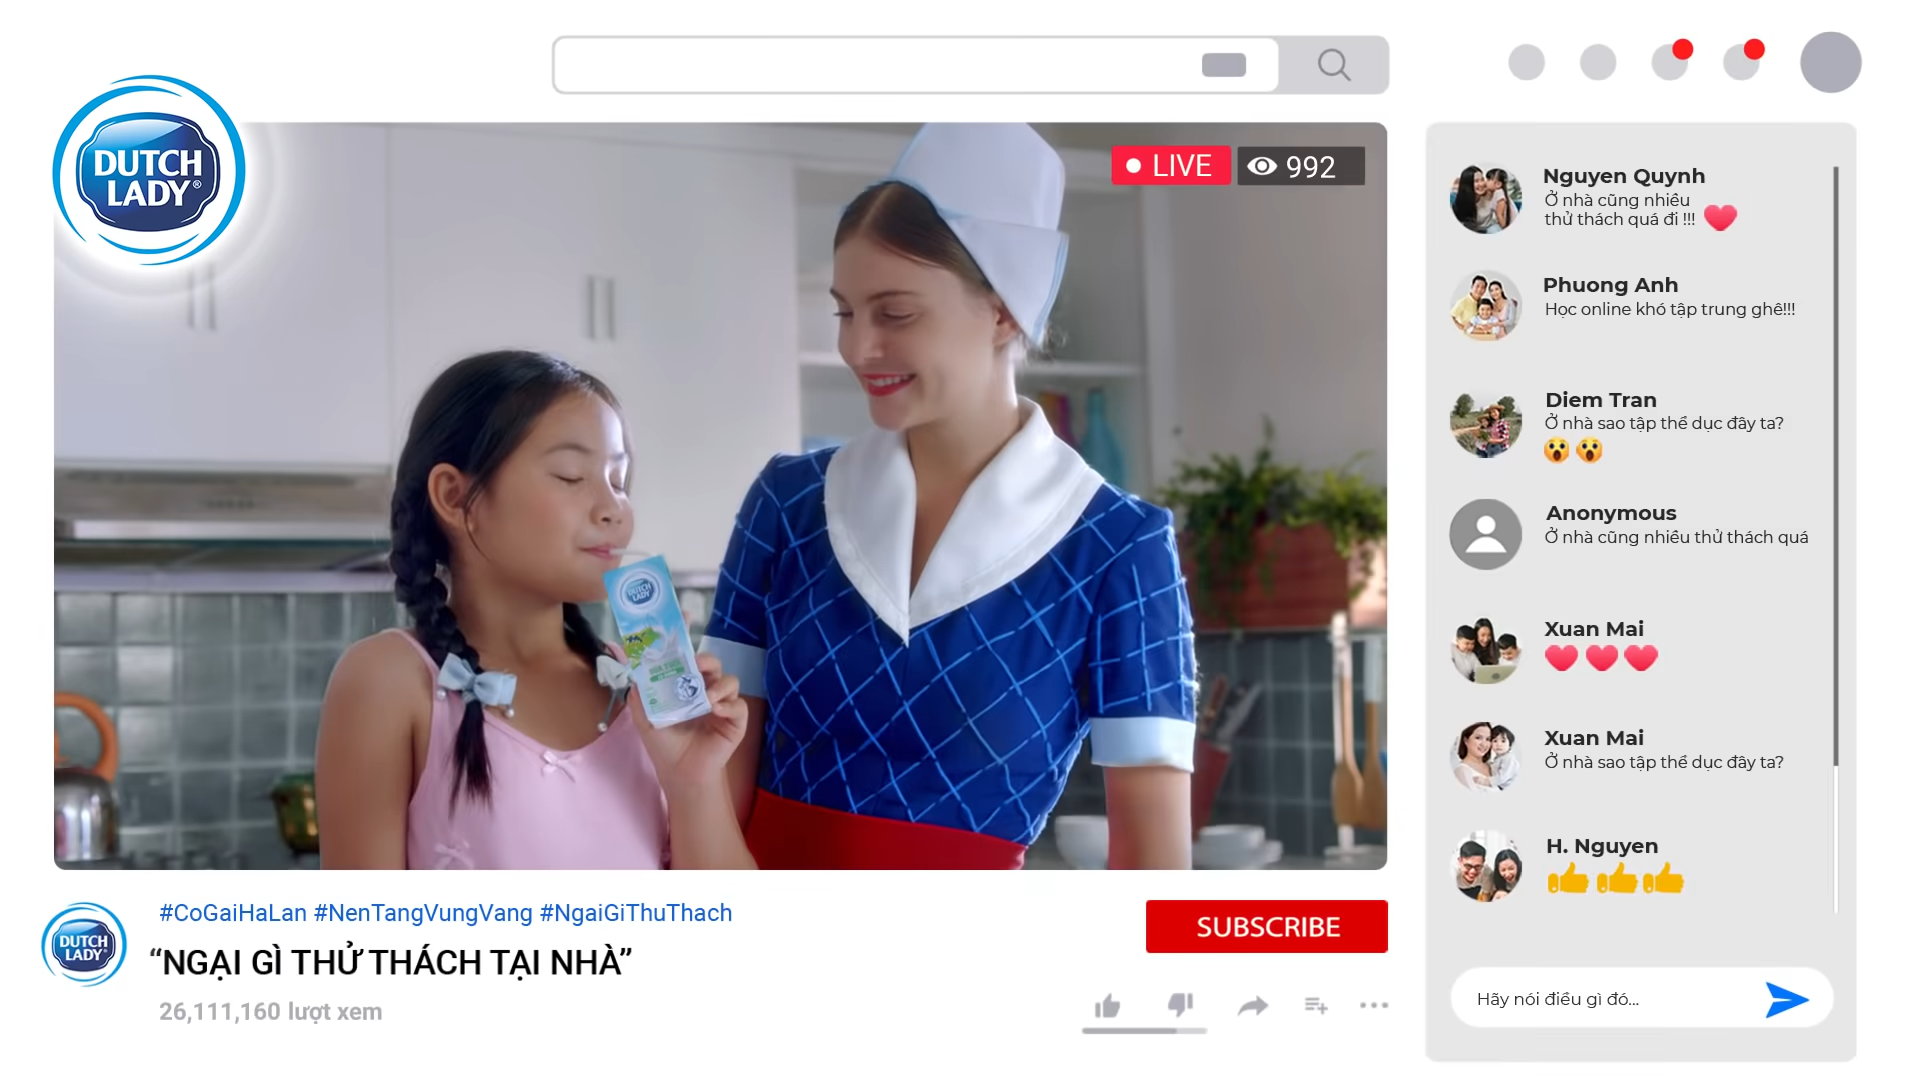 DUTCH
LADY®
LIVE
992
DUTCH
LADY
Nguyen Quynh
Ở nhà cũng nhiều
thử thách quá đi !!!
Phuong Anh
Học online khó tập trung ghê!!!
Diem Tran
Ở nhà sao tập thể dục đây ta?
Anonymous
Ở nhà cũng nhiều thử thách quá
Xuan Mai
Xuan Mai
Ở nhà sao tập thể dục đây ta?
H. Nguyen
Hãy nói điều gì đó...
DUTCH
LADY®
#CoGaiHaLan #NenTangVungVang #NgaiGiThuThach
“NGẠI GÌ THỬ THÁCH TẠI NHÀ”
26,111,160 lượt xem
SUBSCRIBE